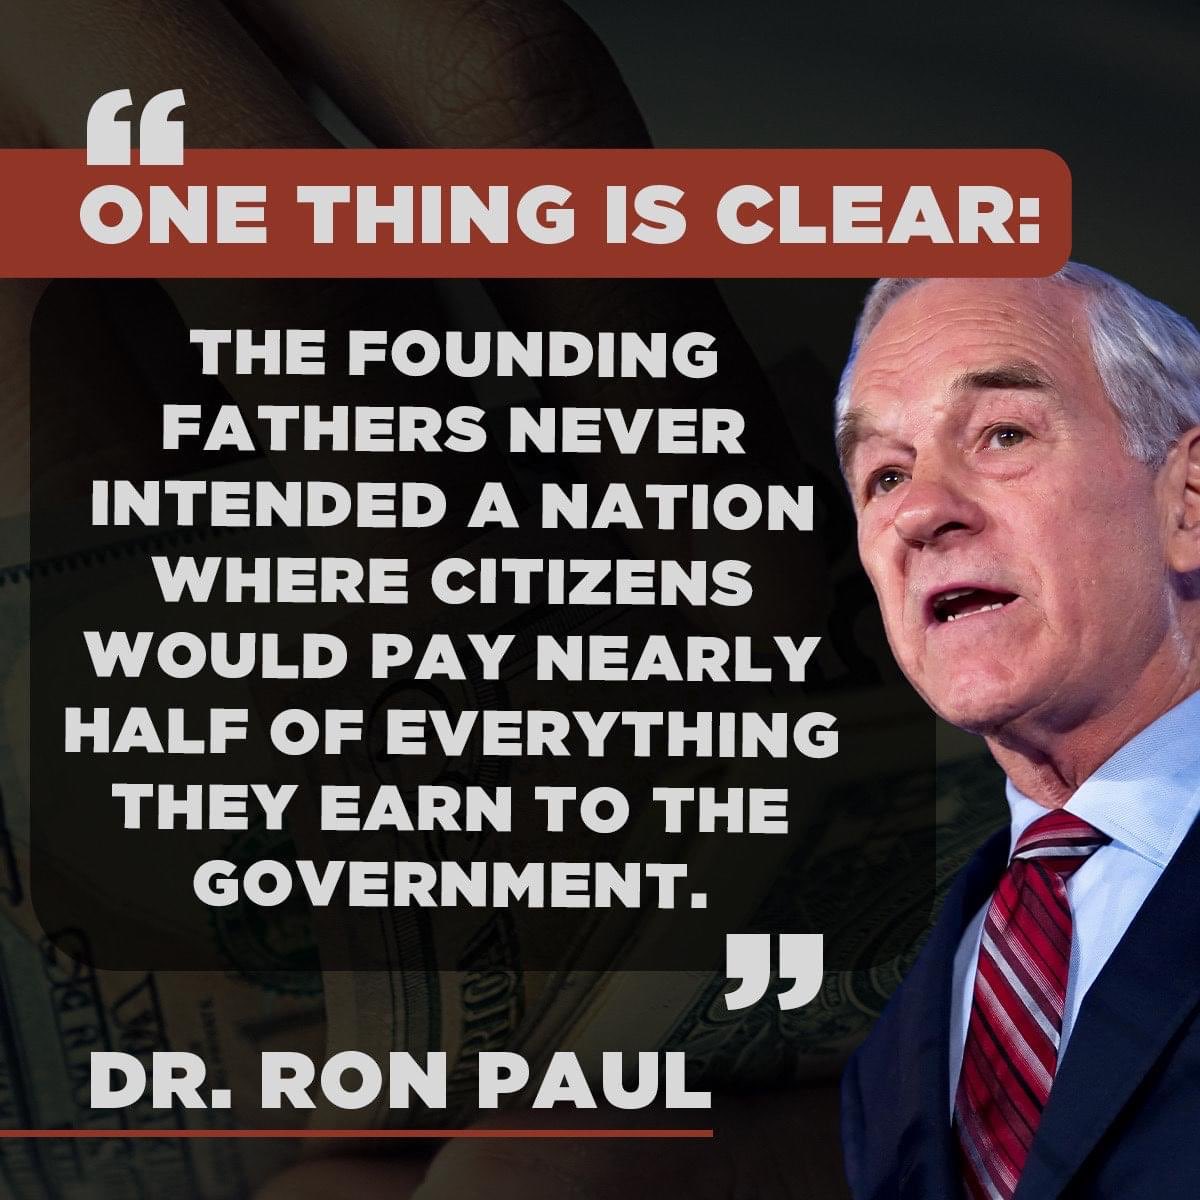 “
ONE THING IS CLEAR:
THE FOUNDING
FATHERS NEVER
INTENDED A NATION
WHERE CITIZENS
WOULD PAY NEARLY
HALF OF EVERYTHING
THEY EARN TO THE
GOVERNMENT.
”
DR. RON PAUL